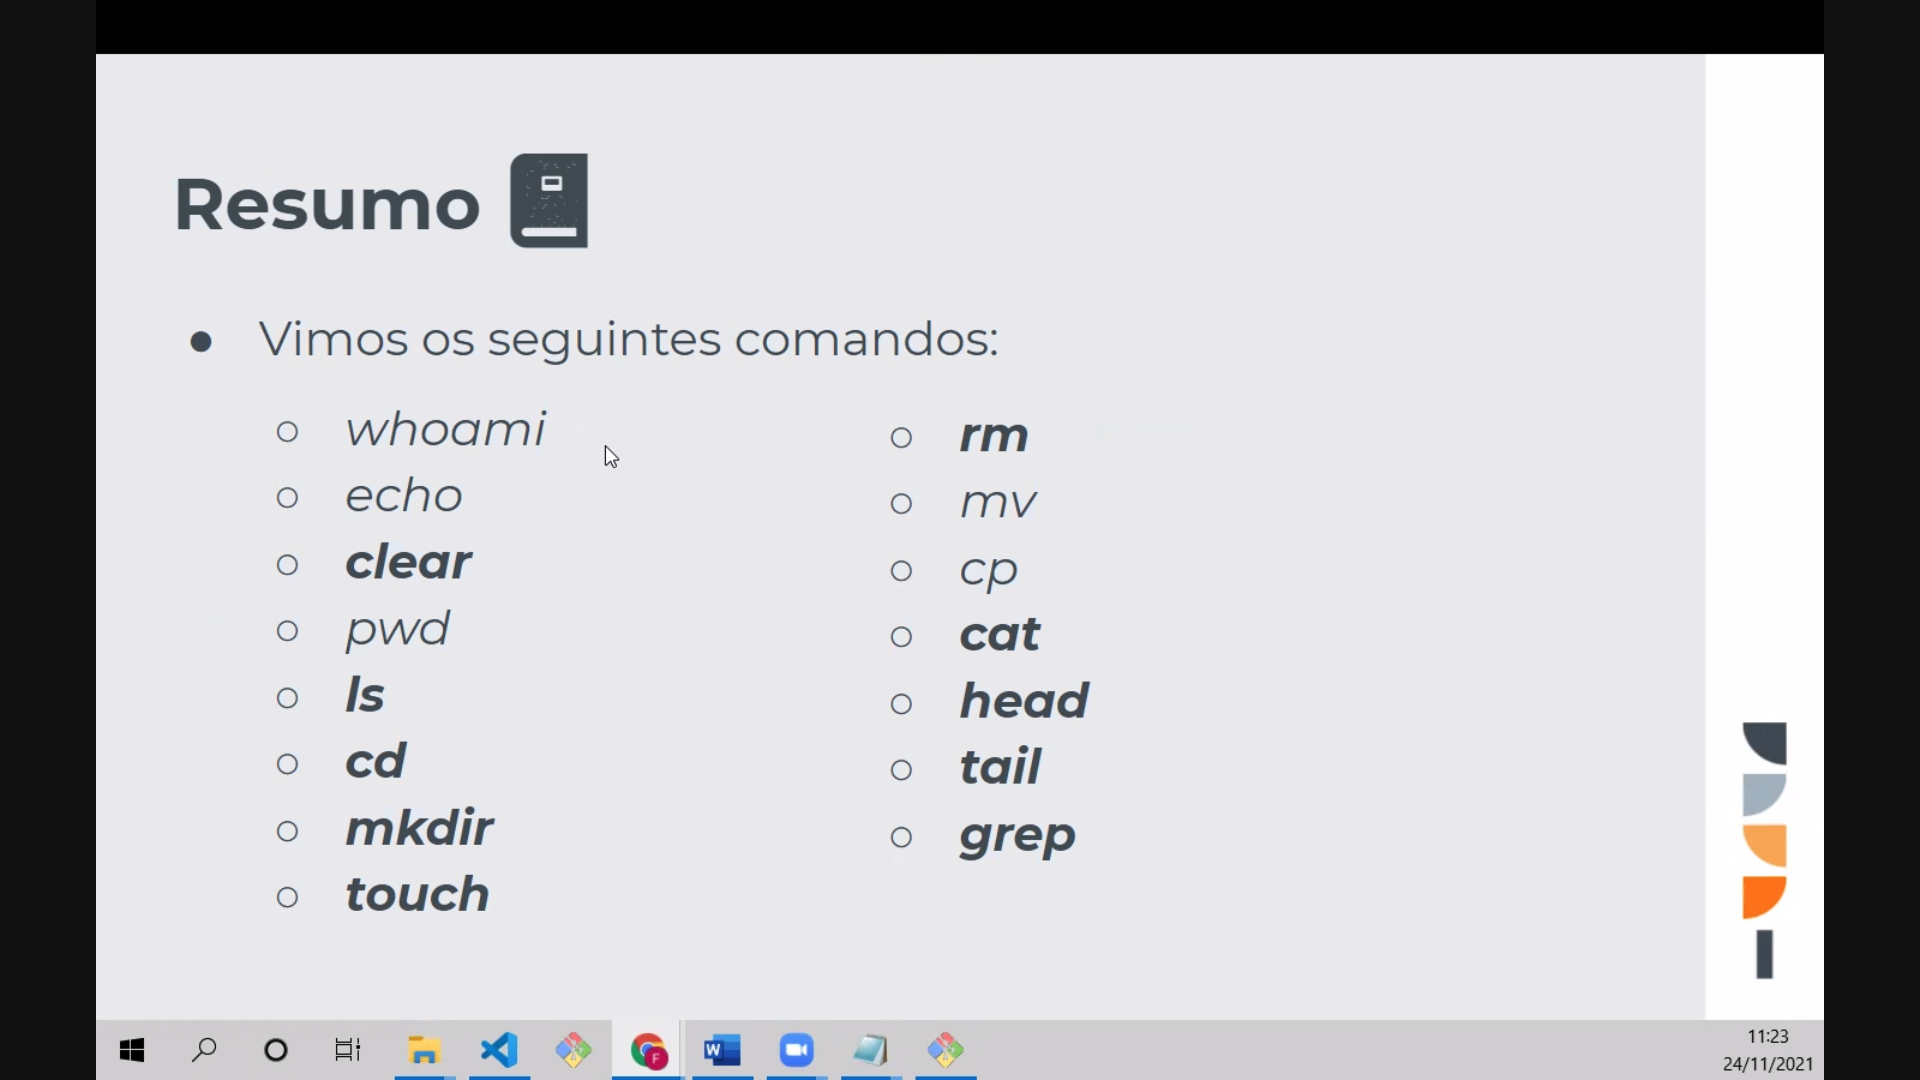 Resumo
● Vimos os seguintes comandos:
○ whoami
○ echo
○ clear
○ pwd
○ ls
○ cd
○ mkdir
○ touch
○ rm
○ mv
○ cp
○ cat
○ head
○ tail
○ grep
F
W
11:23
24/11/2021